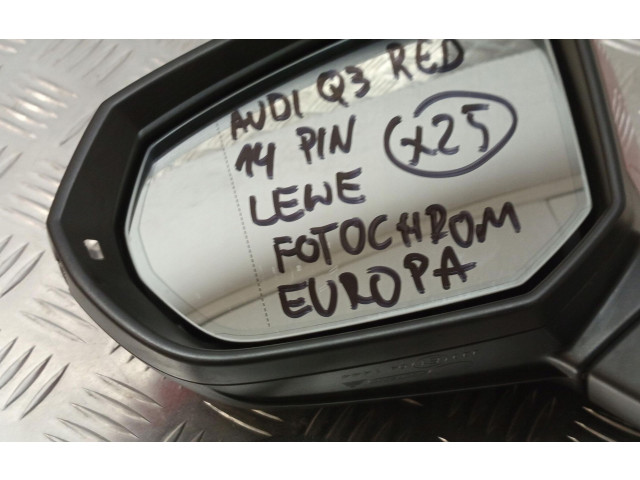 AUDI Q3 RED
14 PIN X25
LEWE
FOTOCHROM
EUROPA